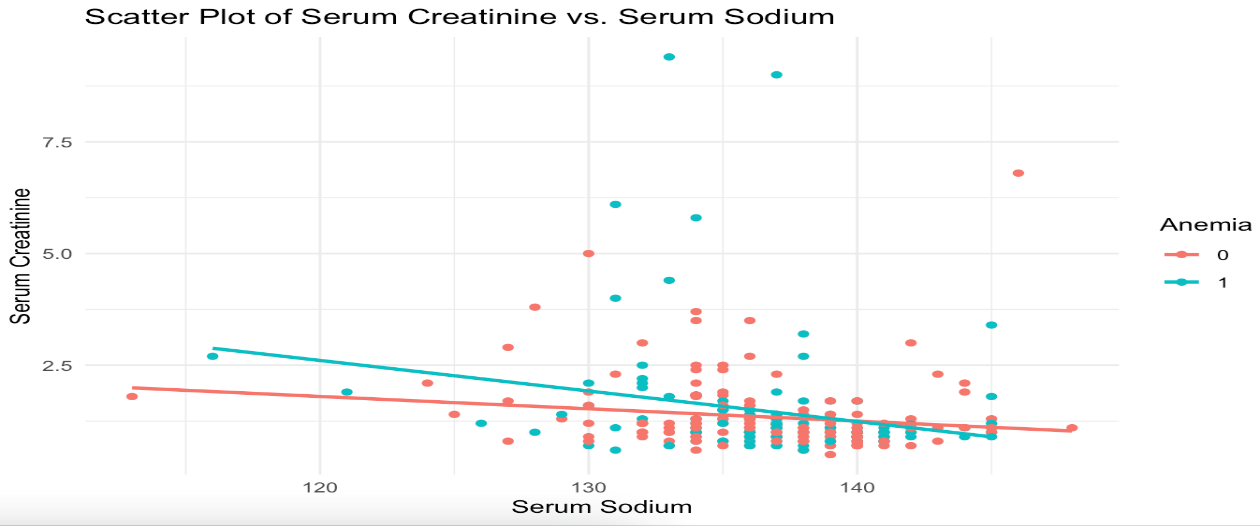 Scatter Plot of Serum Creatinine vs. Serum Sodium
Serum Creatinine
7.5
5.0
2.5
120
130
140
Serum Sodium
Anemia
0
1